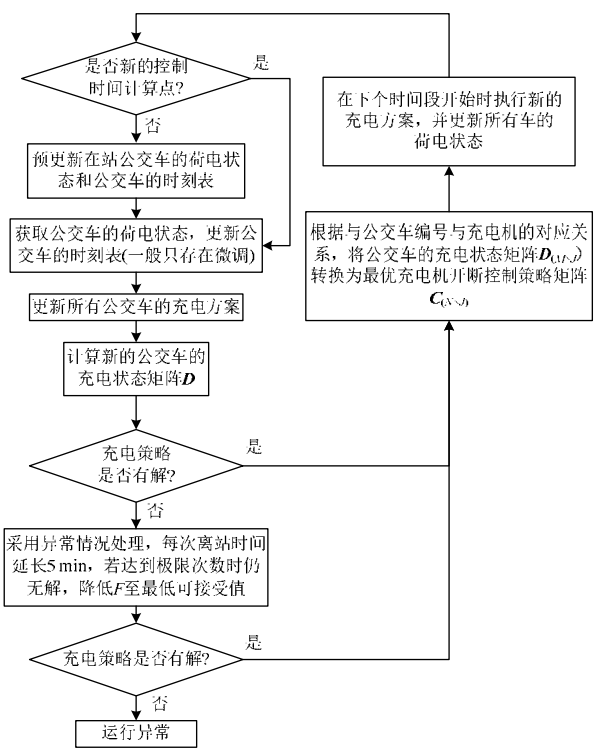 是否新的控制
时间计算点?
是
否
预更新在站公交车的荷电状
态和公交车的时刻表
获取公交车的荷电状态，更新公
交车的时刻表(一般只存在微调)
更新所有公交车的充电方案
计算新的公交车的
充电状态矩阵D
充电策略
是否有解?
是
否
采用异常情况处理，每次离站时间
延长5 min，若达到极限次数时仍
无解，降低F至最低可接受值
充电策略是否有解?
是
否
运行异常
在下个时间段开始时执行新的
充电方案，并更新所有车的
荷电状态
根据与公交车编号与充电机的对应关
系，将公交车的充电状态矩阵D
转换为最优充电机开断控制策略矩阵
C